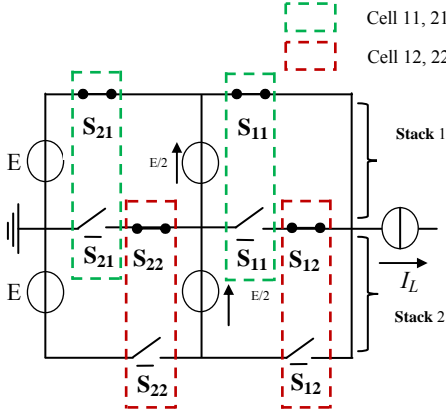 Cell 11, 21
Cell 12, 22
S21 S11
Stack 1
E E/2
S̅21 S22 S̅11 S12
I_L
E E/2
Stack 2
S̅22 S̅12